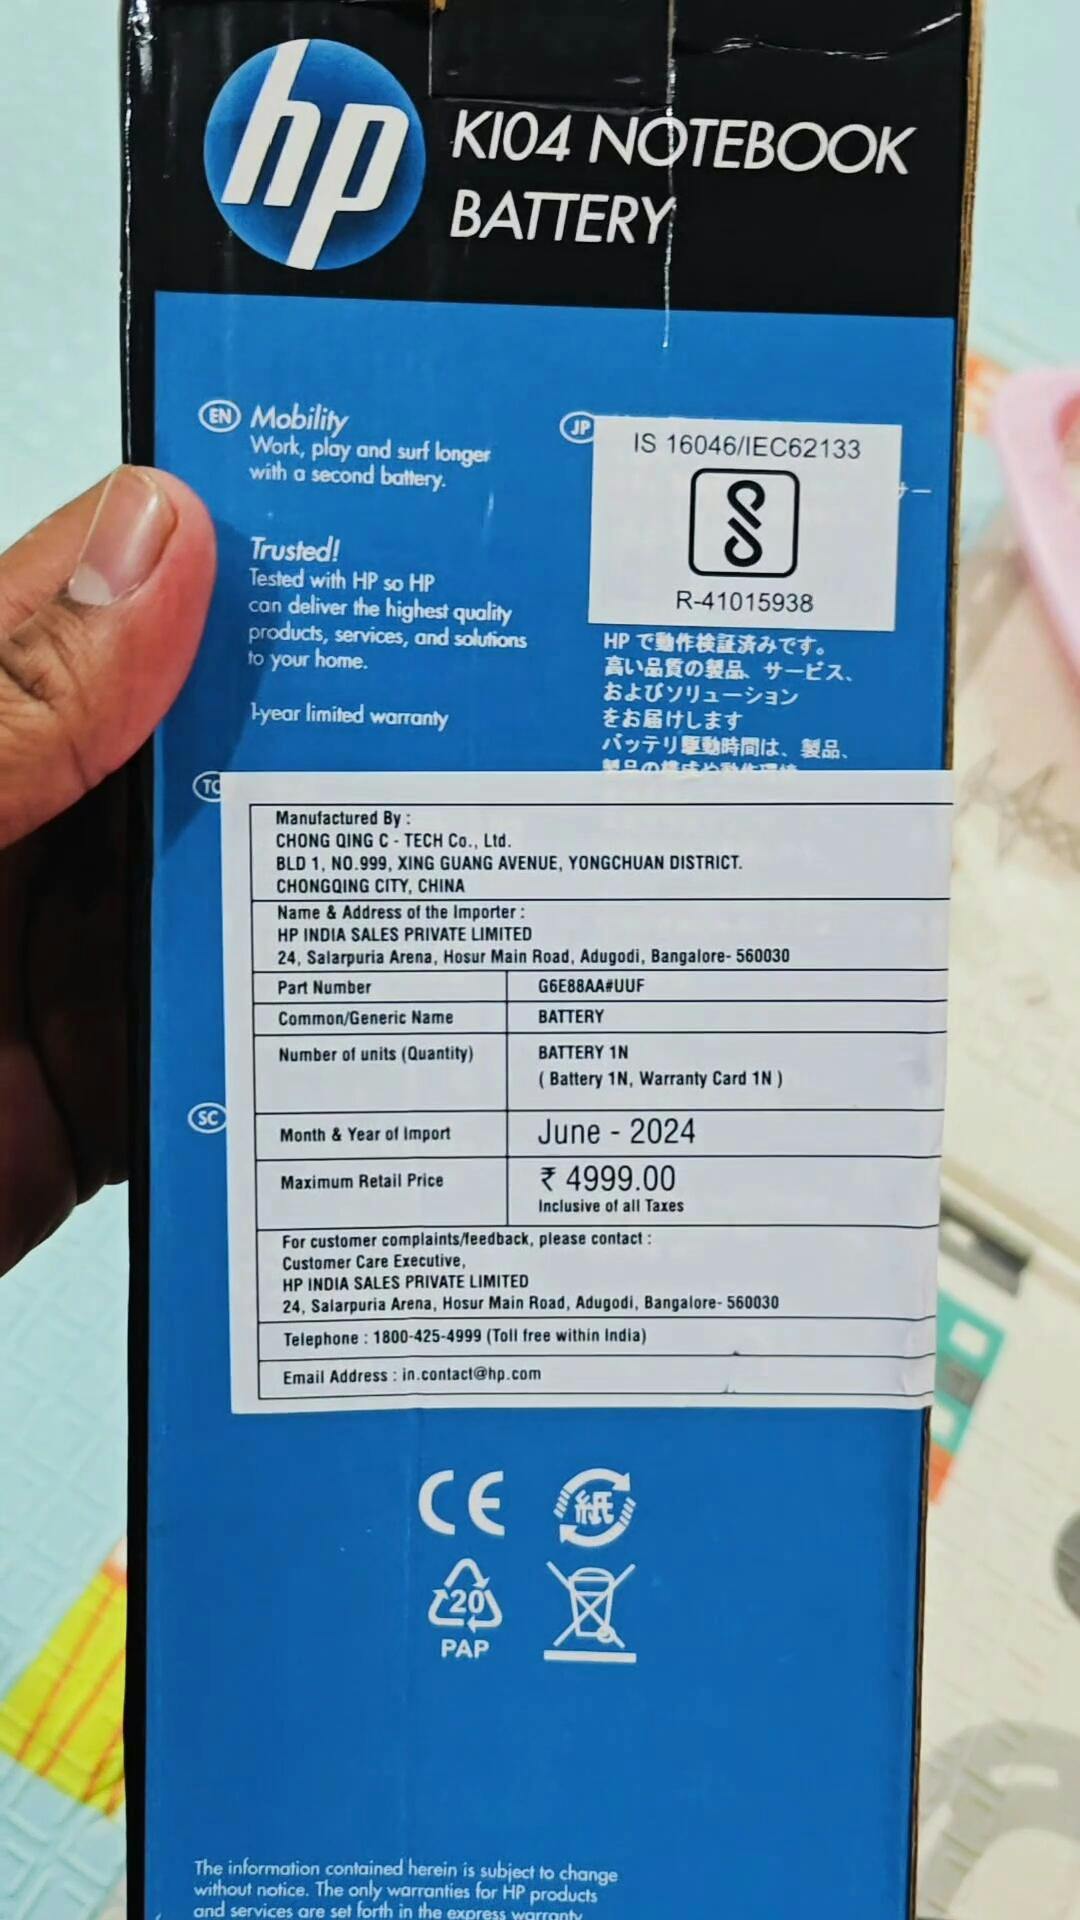 hp
KI04 NOTEBOOK
BATTERY
EN Mobility
Work, play and surf longer
with a second battery.
Trusted!
Tested with HP so HP
can deliver the highest quality
products, services, and solutions
to your home.
1-year limited warranty
JP
IS 16046/IEC62133
R-41015938
HP で動作検証済みです。
高い品質の製品、サービス、
およびソリューション
をお届けします
バッテリ駆動時間は、製品、
TC
Manufactured By :
CHONG QING C - TECH Co., Ltd.
BLD 1, NO.999, XING GUANG AVENUE, YONGCHUAN DISTRICT.
CHONGQING CITY, CHINA
Name & Address of the Importer :
HP INDIA SALES PRIVATE LIMITED
24, Salarpuria Arena, Hosur Main Road, Adugodi, Bangalore- 560030
Part Number G6E88AA#UUF
Common/Generic Name BATTERY
Number of units (Quantity) BATTERY 1N
( Battery 1N, Warranty Card 1N )
SC
Month & Year of Import June - 2024
Maximum Retail Price ₹ 4999.00
Inclusive of all Taxes
For customer complaints/feedback, please contact :
Customer Care Executive,
HP INDIA SALES PRIVATE LIMITED
24, Salarpuria Arena, Hosur Main Road, Adugodi, Bangalore- 560030
Telephone : 1800-425-4999 (Toll free within India)
Email Address : in.contact@hp.com
CE
紙
20
PAP
The information contained herein is subject to change
without notice. The only warranties for HP products
and services are set forth in the express warranty